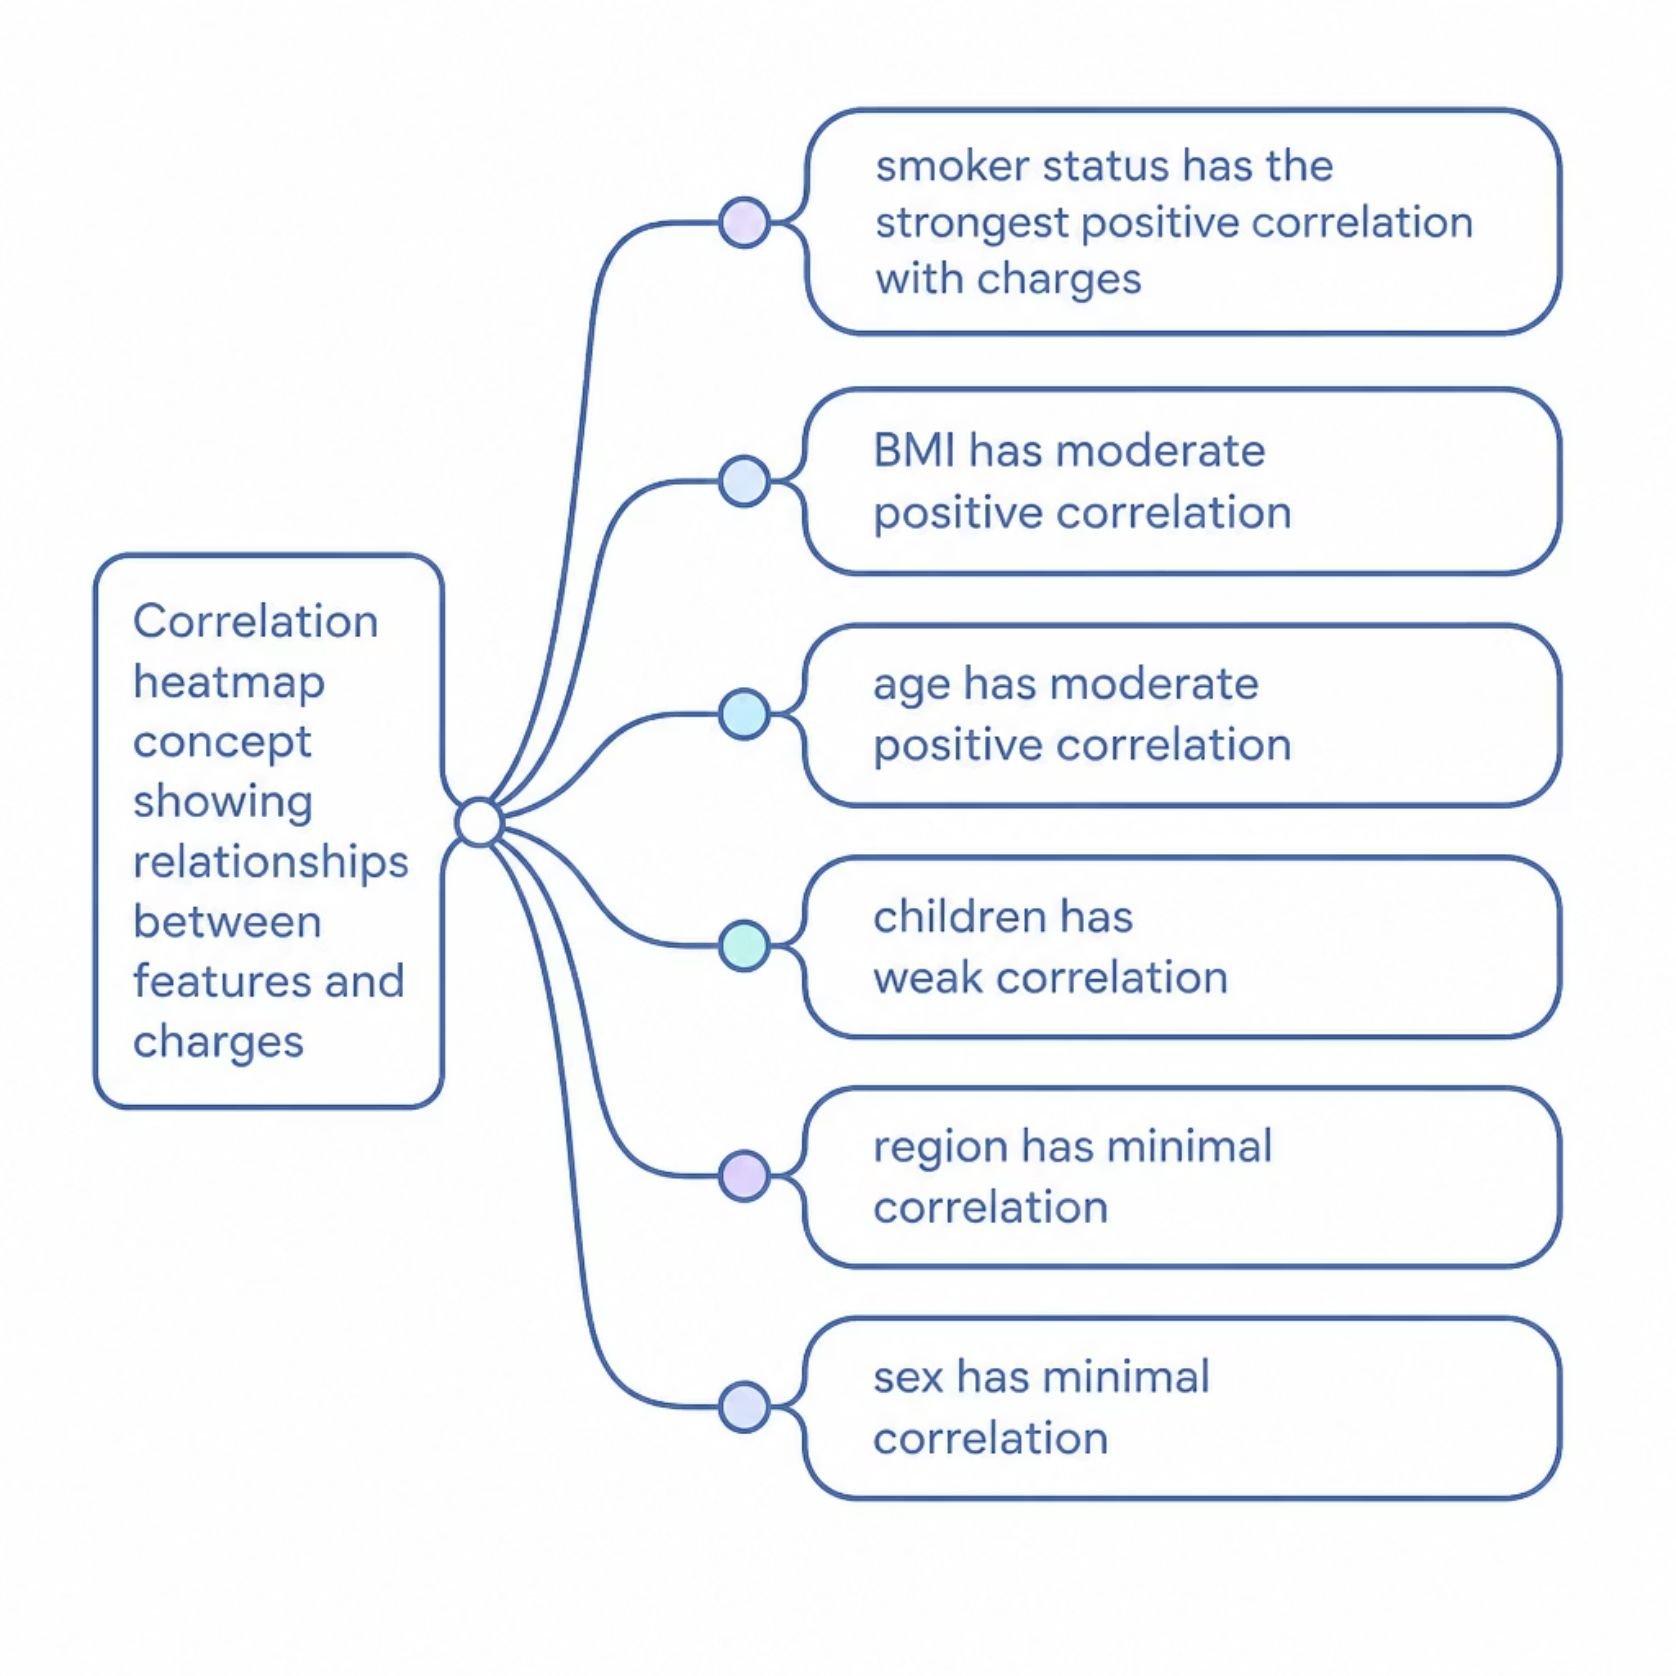 Correlation
heatmap
concept
showing
relationships
between
features and
charges
smoker status has the
strongest positive correlation
with charges
BMI has moderate
positive correlation
age has moderate
positive correlation
children has
weak correlation
region has minimal
correlation
sex has minimal
correlation